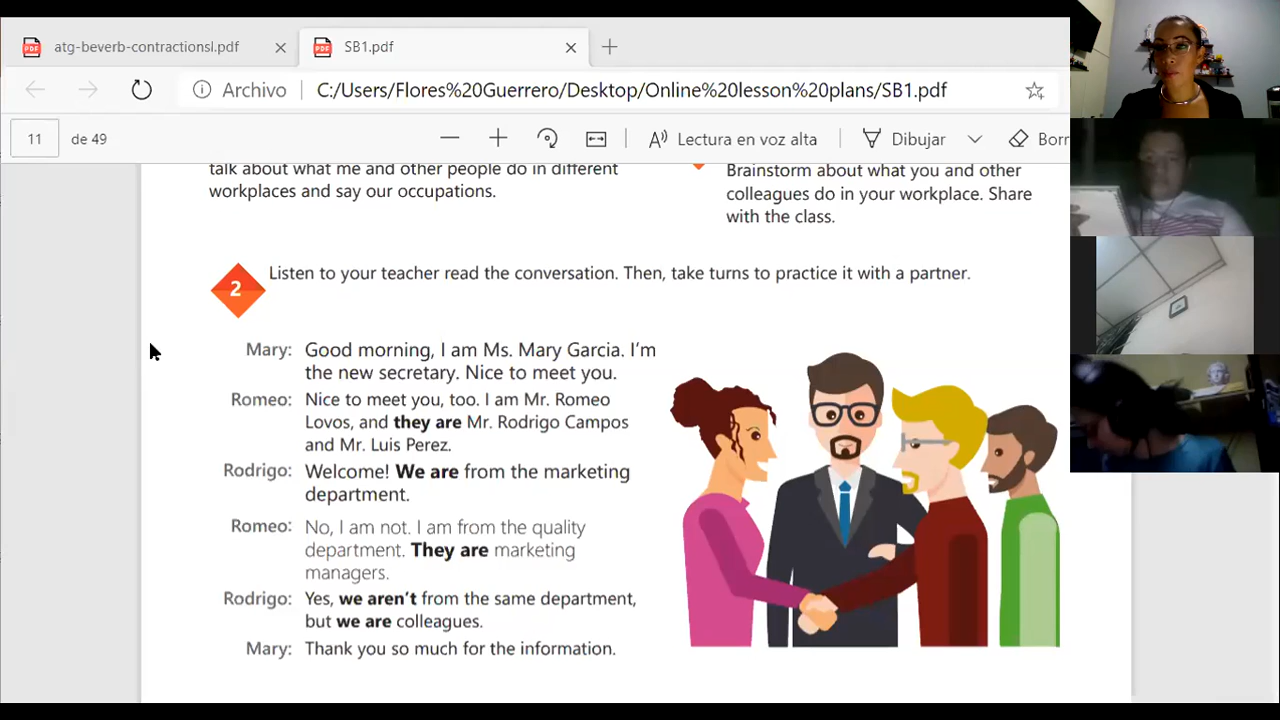 atg-beverb-contractionsl.pdf
SB1.pdf
Archivo
C:/Users/Flores%20Guerrero/Desktop/Online%20lesson%20plans/SB1.pdf
11 de 49
Lectura en voz alta
Dibujar
Borr
talk about what me and other people do in different
workplaces and say our occupations.
Brainstorm about what you and other
colleagues do in your workplace. Share
with the class.
2
Listen to your teacher read the conversation. Then, take turns to practice it with a partner.
Mary: Good morning, I am Ms. Mary Garcia. I'm
the new secretary. Nice to meet you.
Romeo: Nice to meet you, too. I am Mr. Romeo
Lovos, and they are Mr. Rodrigo Campos
and Mr. Luis Perez.
Rodrigo: Welcome! We are from the marketing
department.
Romeo: No, I am not. I am from the quality
department. They are marketing
managers.
Rodrigo: Yes, we aren't from the same department,
but we are colleagues.
Mary: Thank you so much for the information.